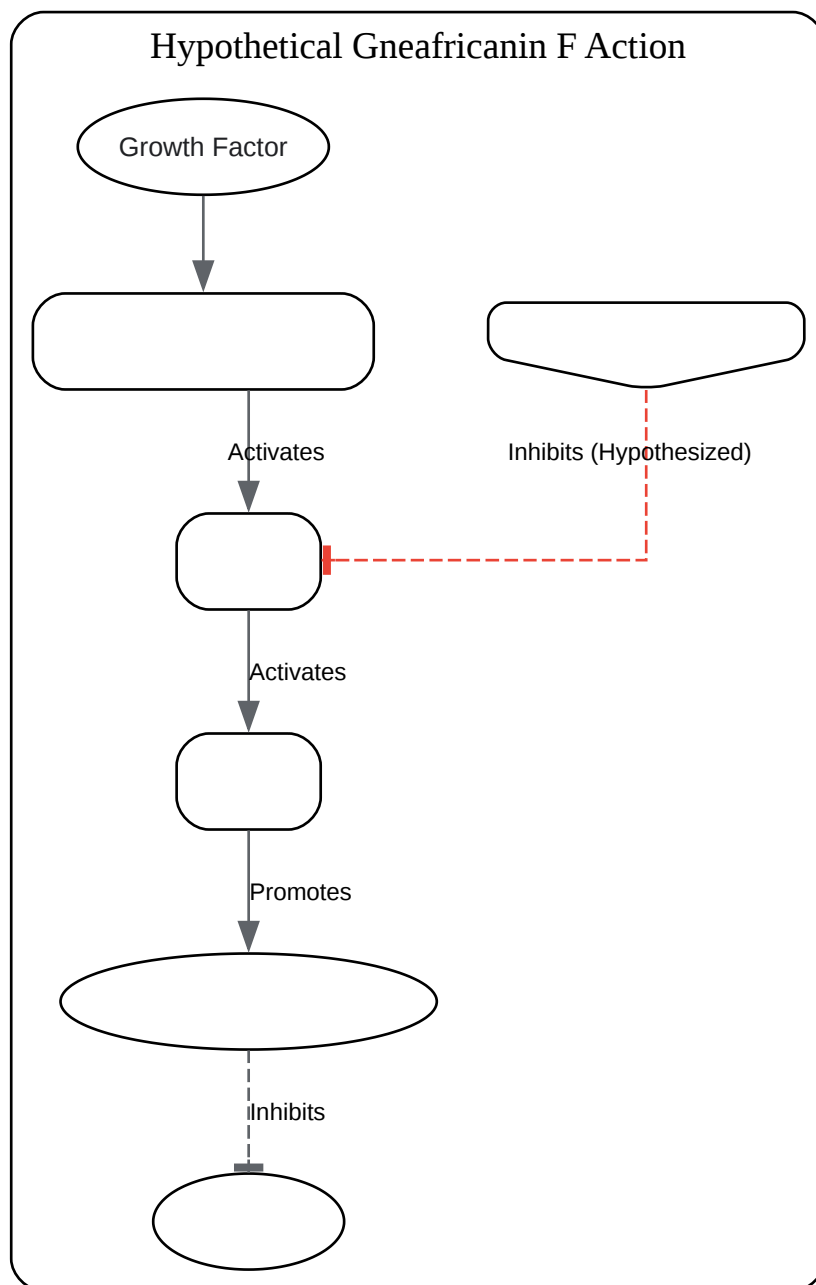 Hypothetical Gneafricanin F Action
Growth Factor
Activates
Inhibits (Hypothesized)
Activates
Promotes
Inhibits